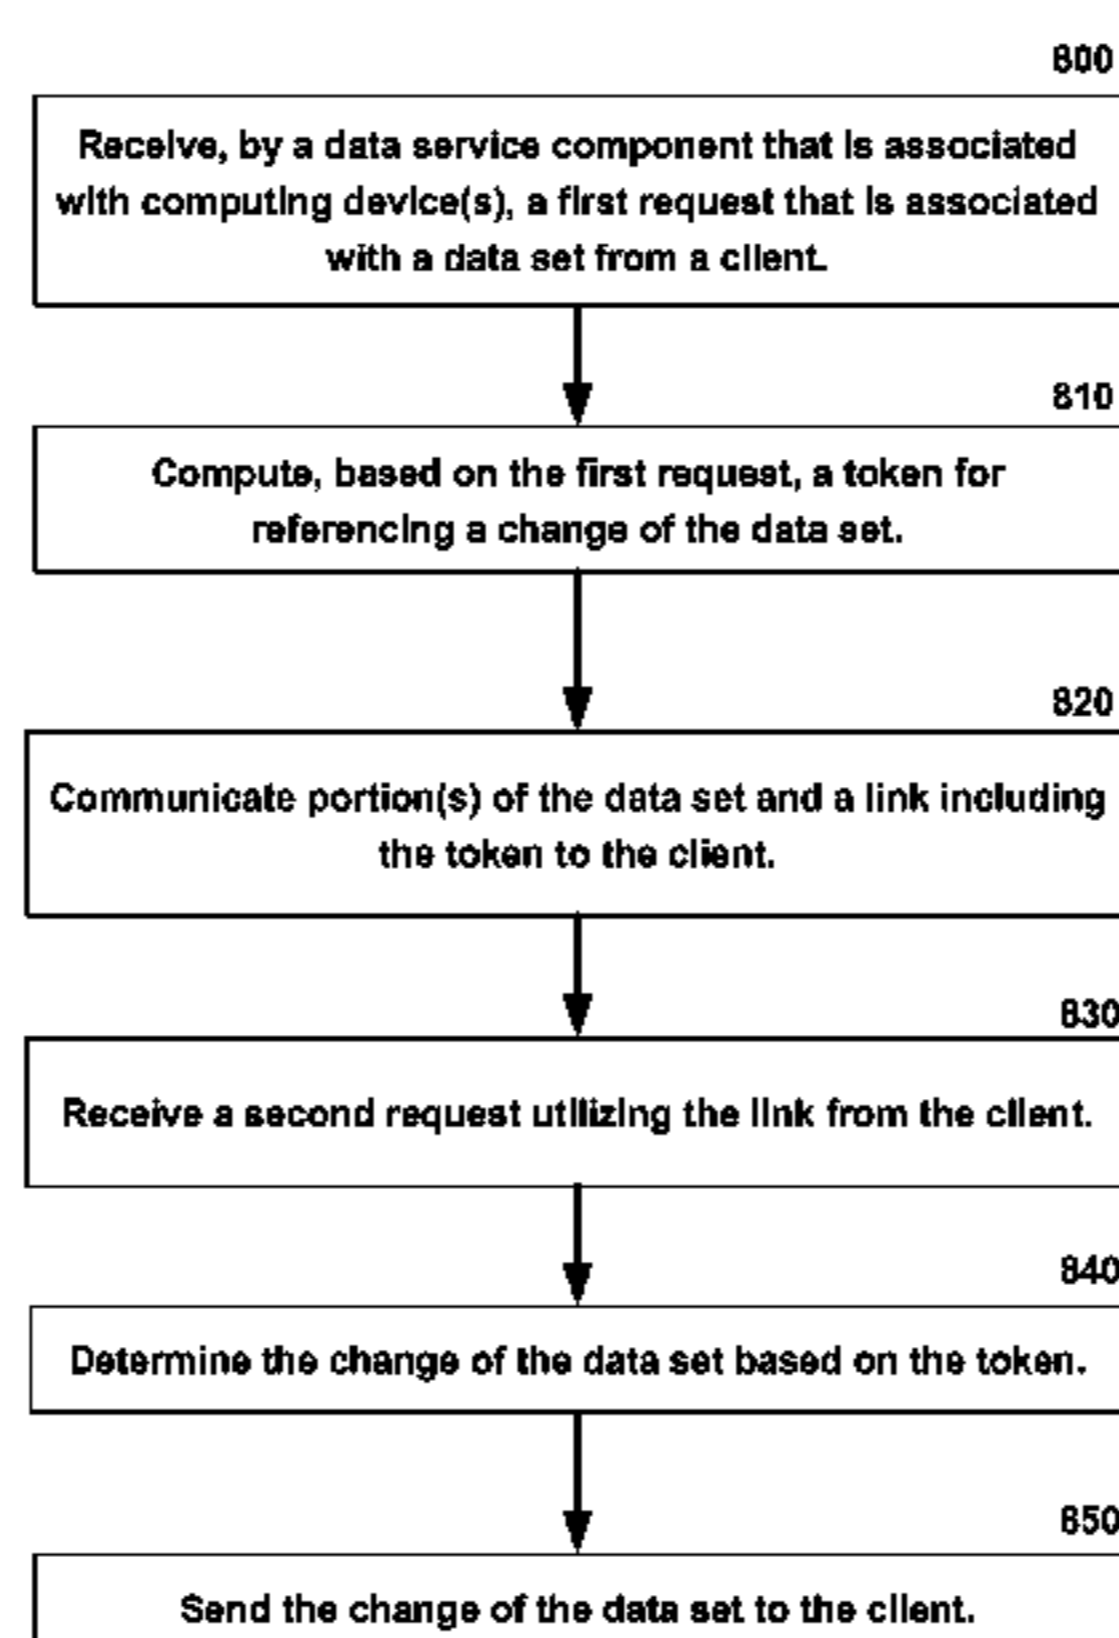 800
Receive, by a data service component that is associated
with computing device(s), a first request that is associated
with a data set from a client.
810
Compute, based on the first request, a token for
referencing a change of the data set.
820
Communicate portion(s) of the data set and a link including
the token to the client.
830
Receive a second request utilizing the link from the client.
840
Determine the change of the data set based on the token.
850
Send the change of the data set to the client.